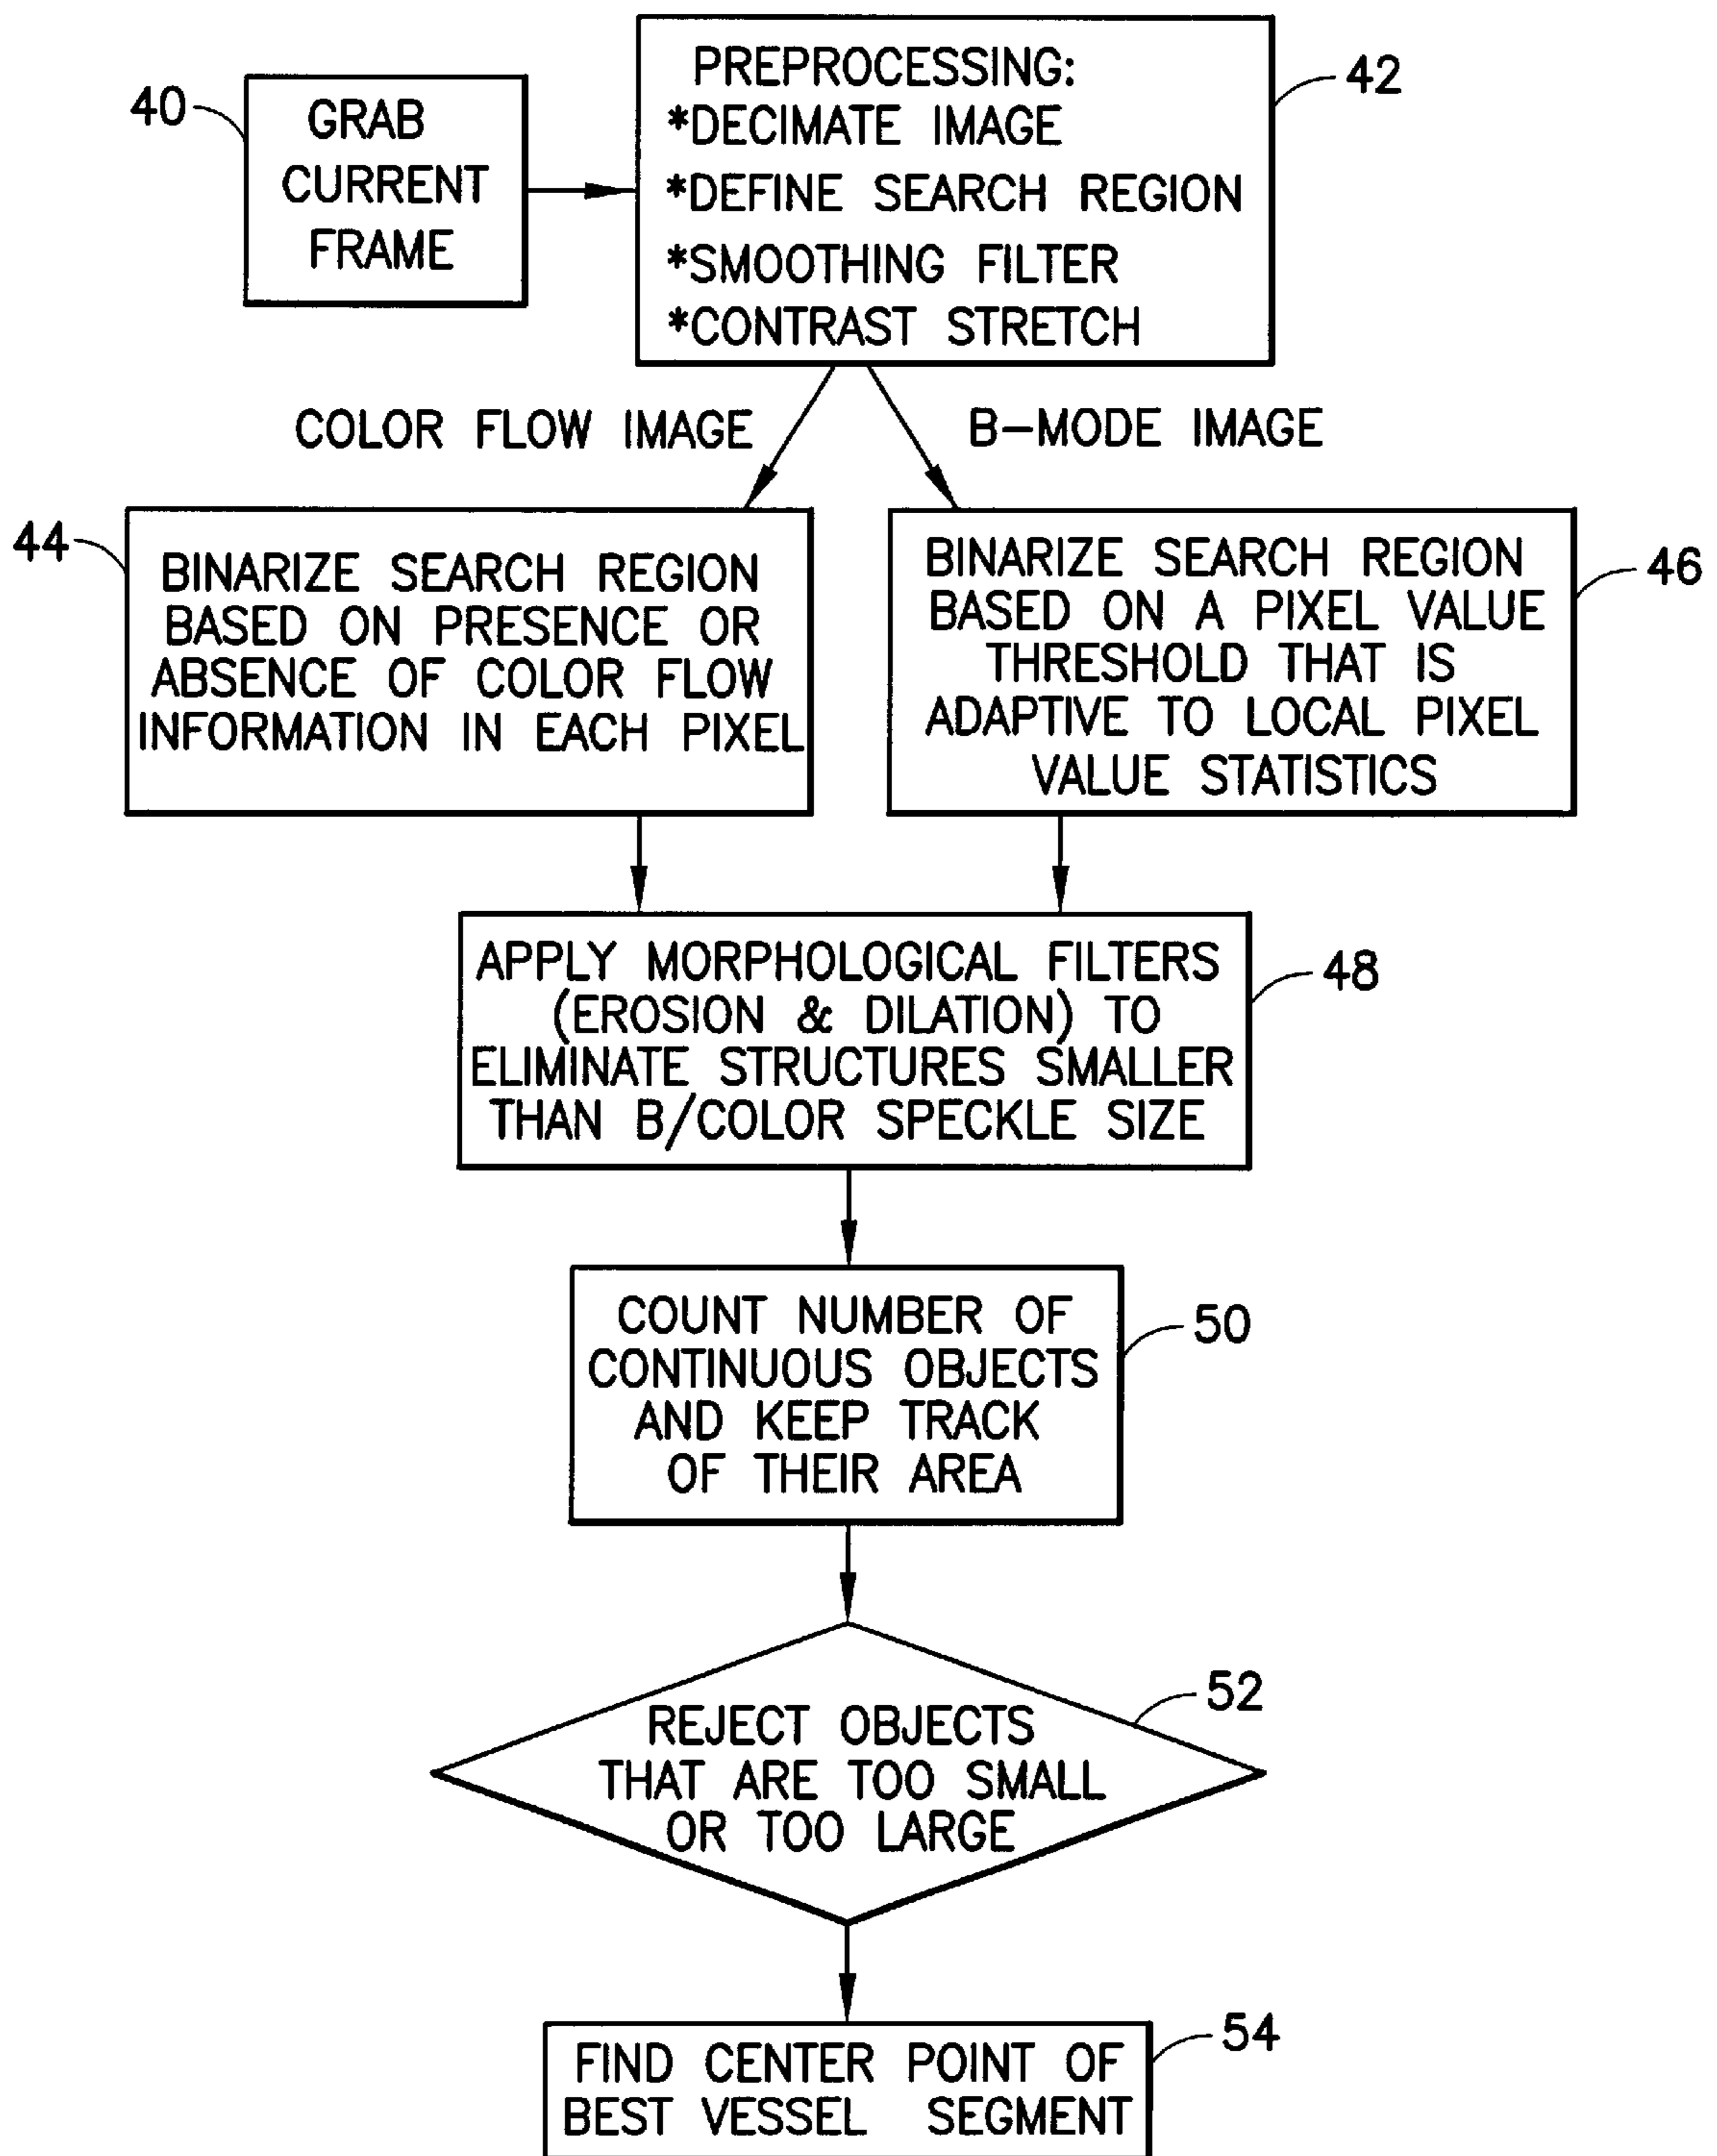 40
GRAB
CURRENT
FRAME
PREPROCESSING:
*DECIMATE IMAGE
*DEFINE SEARCH REGION
*SMOOTHING FILTER
*CONTRAST STRETCH
42
COLOR FLOW IMAGE
B-MODE IMAGE
44
BINARIZE SEARCH REGION
BASED ON PRESENCE OR
ABSENCE OF COLOR FLOW
INFORMATION IN EACH PIXEL
BINARIZE SEARCH REGION
BASED ON A PIXEL VALUE
THRESHOLD THAT IS
ADAPTIVE TO LOCAL PIXEL
VALUE STATISTICS
46
APPLY MORPHOLOGICAL FILTERS
(EROSION & DILATION) TO
ELIMINATE STRUCTURES SMALLER
THAN B/COLOR SPECKLE SIZE
48
COUNT NUMBER OF
CONTINUOUS OBJECTS
AND KEEP TRACK
OF THEIR AREA
50
REJECT OBJECTS
THAT ARE TOO SMALL
OR TOO LARGE
52
FIND CENTER POINT OF
BEST VESSEL SEGMENT
54